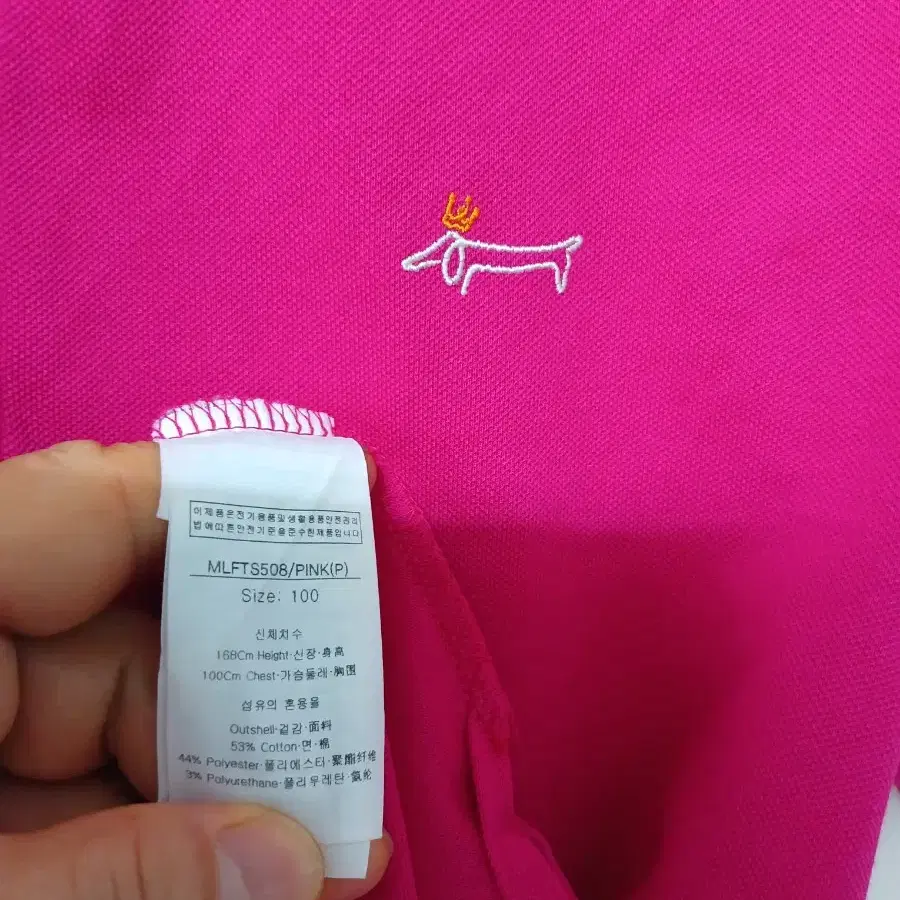 이제품은전기용품및생활용품안전관리
법에따른안전기준을준수한제품입니다
MLFTS508/PINK(P)
Size: 100
신체치수
168Cm Height·신장·身高
100Cm Chest·가슴둘레·胸围
섬유의 혼용율
Outshell·겉감·面料
53% Cotton·면·棉
44% Polyester·폴리에스터·聚酯纤维
3% Polyurethane·폴리우레탄·氨纶